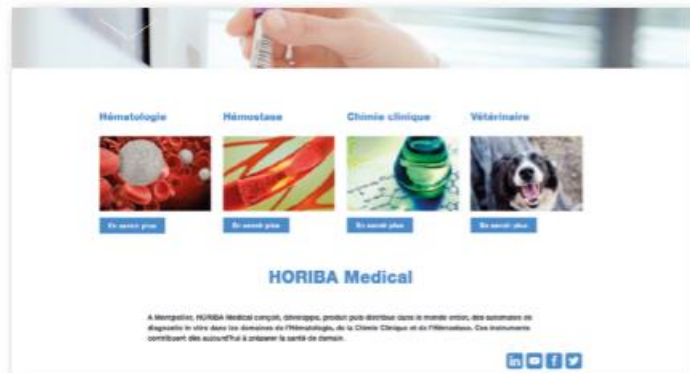 Hématologie Hémostase Chimie clinique Vétérinaire
En savoir plus En savoir plus En savoir plus En savoir plus
HORIBA Medical
A Montpellier, HORIBA Medical conçoit, développe, produit puis distribue dans le monde entier, des automates de
diagnostic in vitro dans les domaines de l'Hématologie, de la Chimie Clinique et de l'Hémostase. Ces instruments
contribuent dès aujourd'hui à préparer la santé de demain.